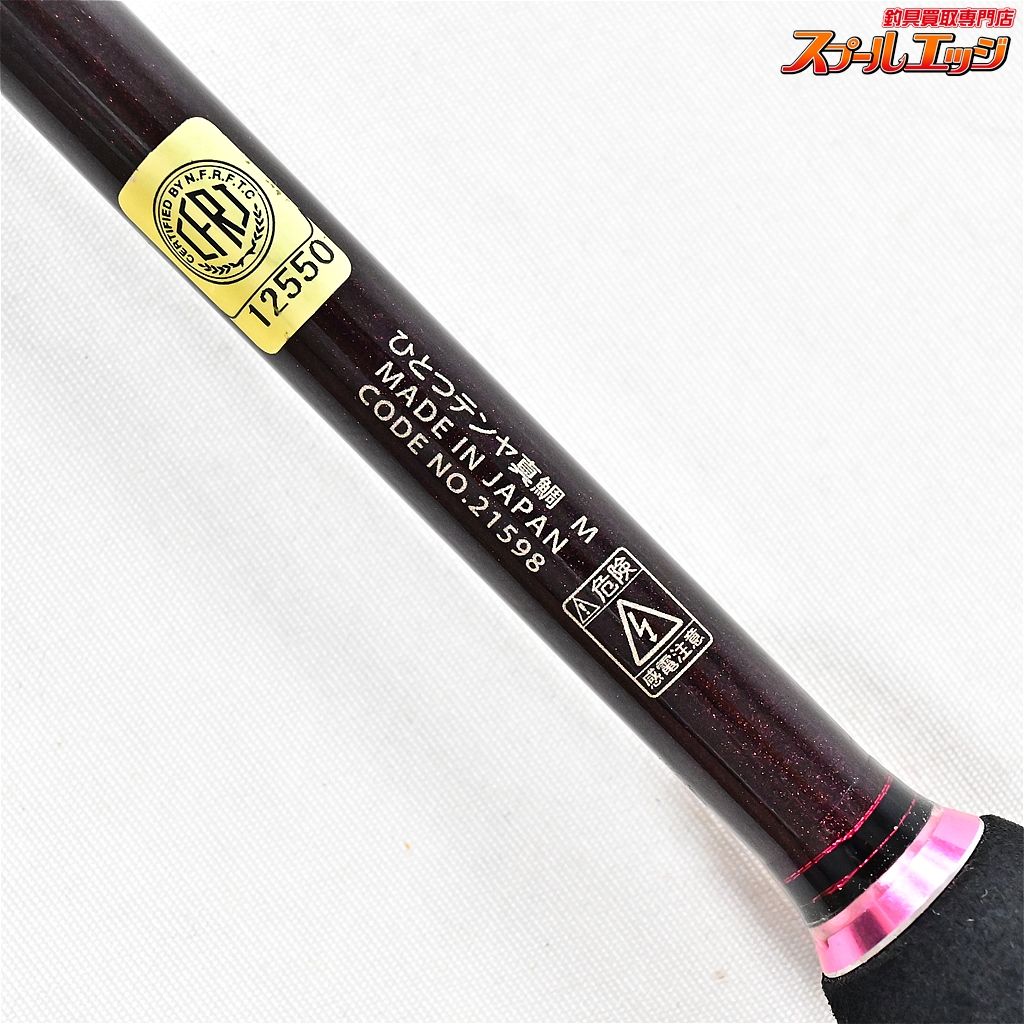 釣具買取専門店
スプールエッジ
CERTIFIED BY N.F.R.F.T.C
CFRJ
12550
ひとつテンヤ真鯛 M
MADE IN JAPAN
CODE NO.21598
危険
感電注意